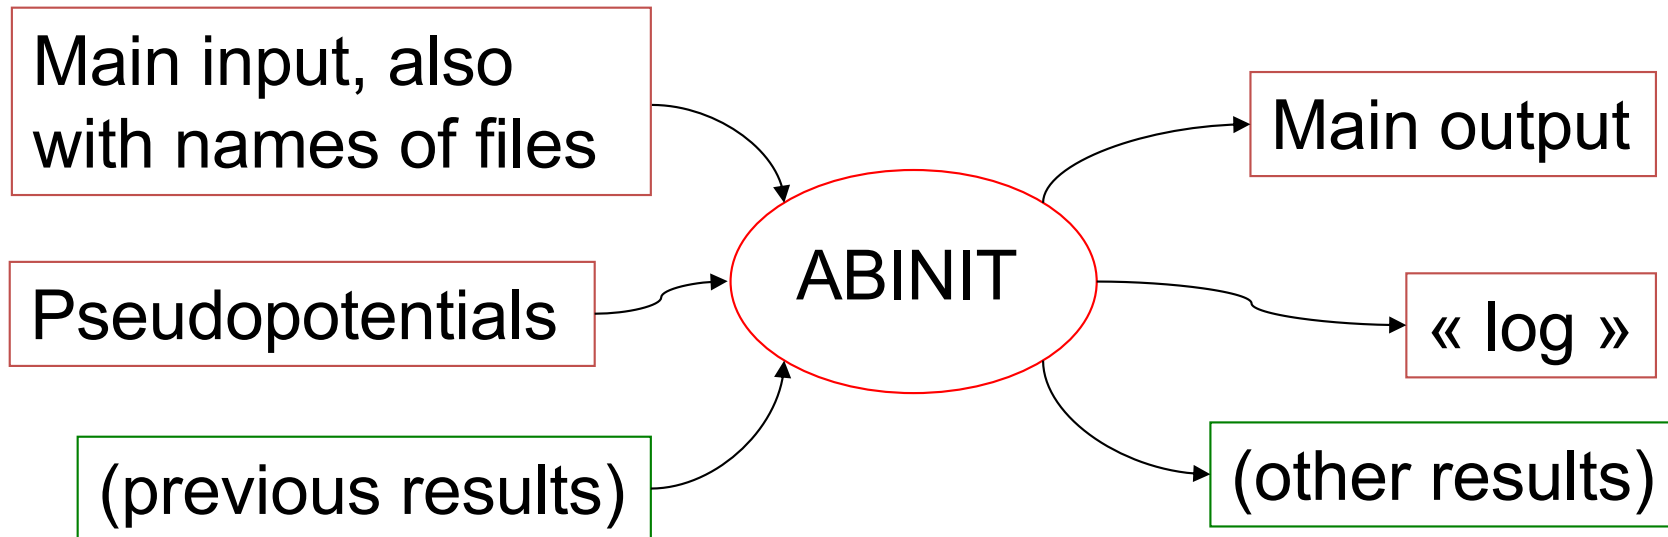 Main input, also
with names of files
Pseudopotentials
(previous results)
ABINIT
Main output
« log »
(other results)